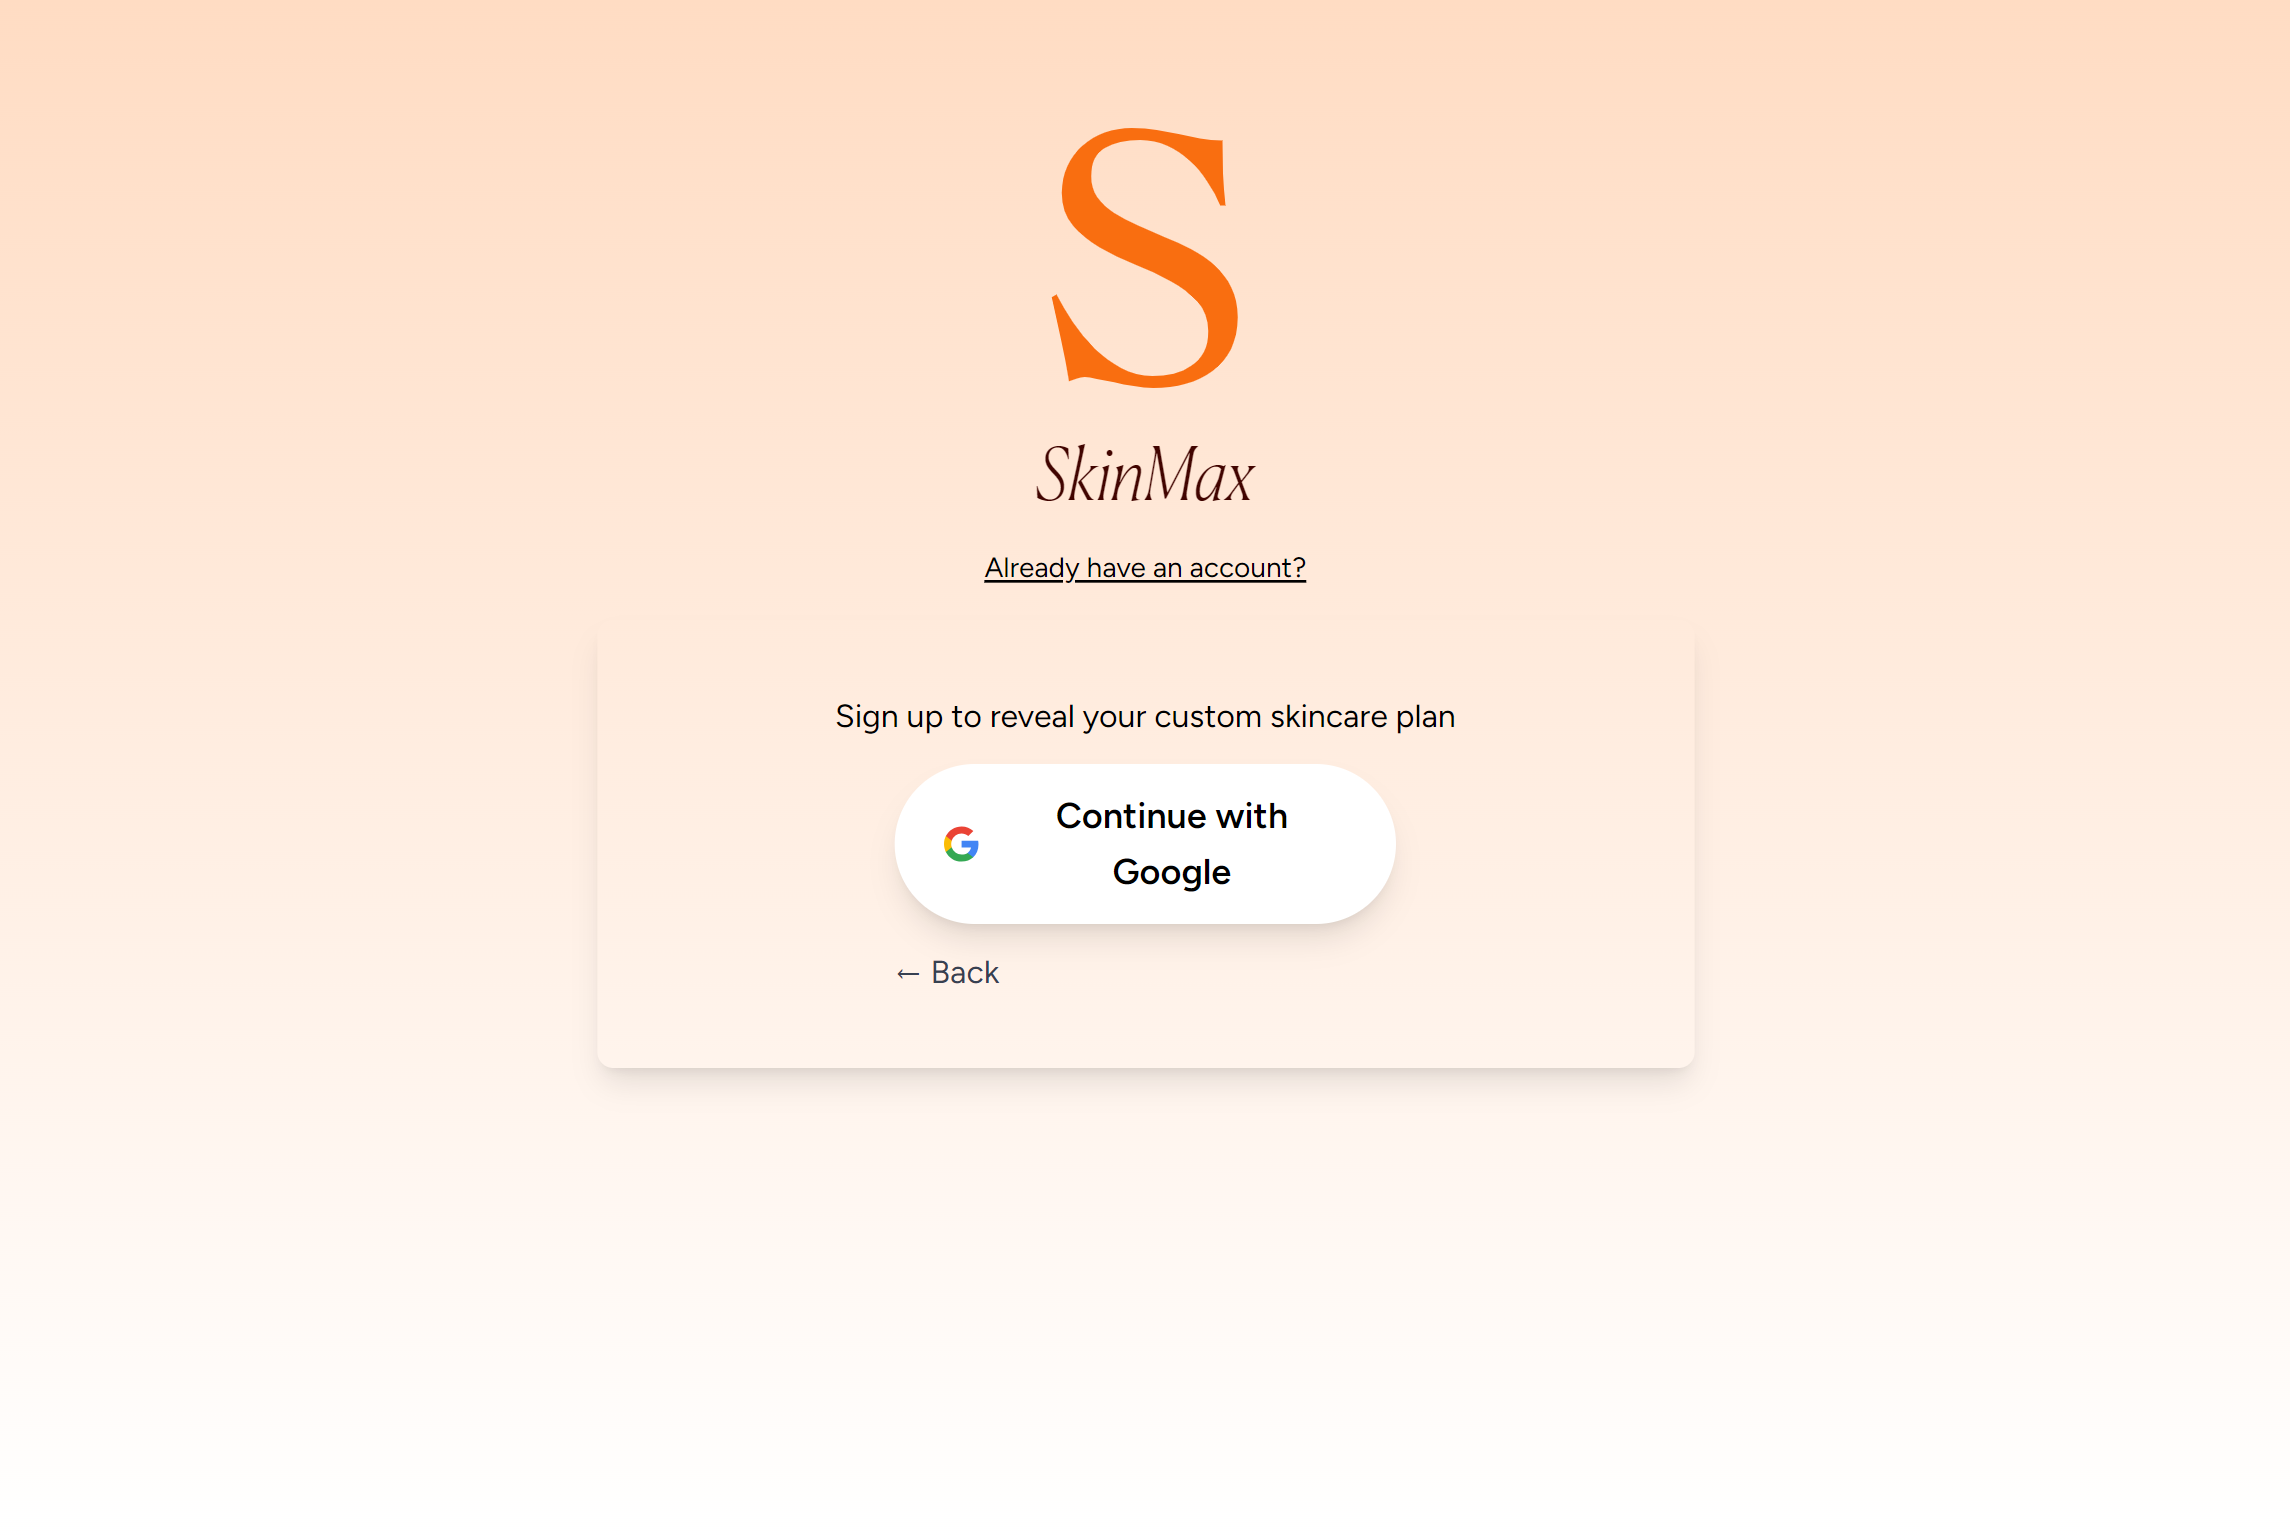 S
SkinMax
Already have an account?
Sign up to reveal your custom skincare plan
Continue with
Google
← Back